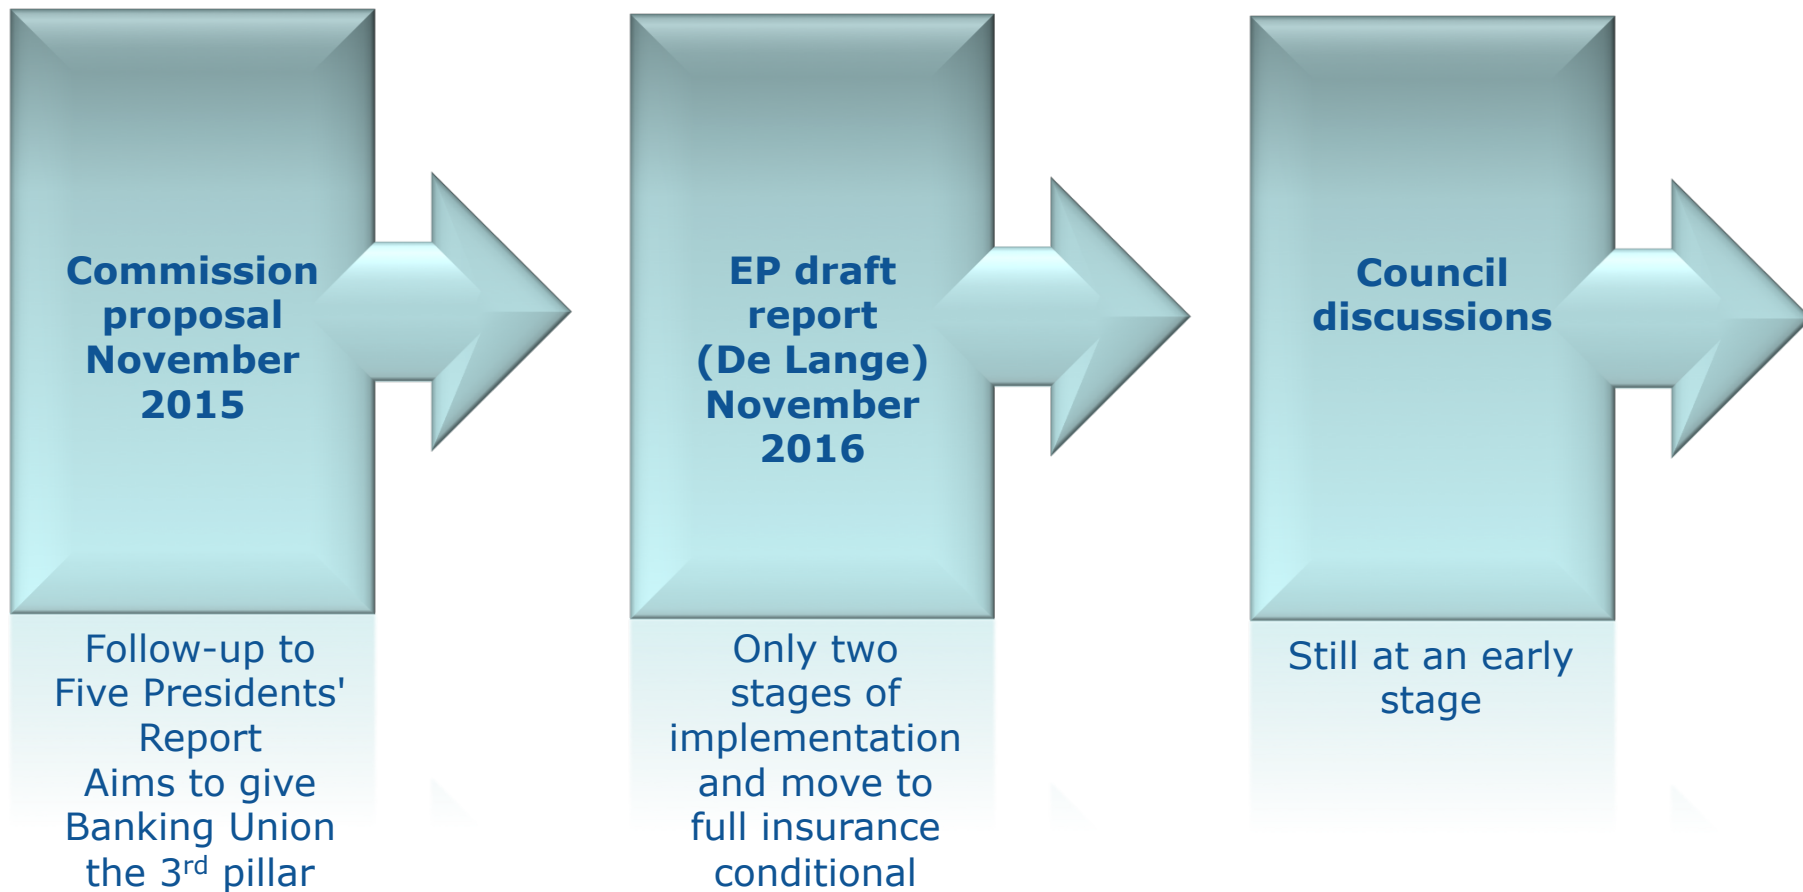 Commission
proposal
November
2015
Follow-up to
Five Presidents'
Report
Aims to give
Banking Union
the 3rd pillar
EP draft
report
(De Lange)
November
2016
Only two
stages of
implementation
and move to
full insurance
conditional
Council
discussions
Still at an early
stage